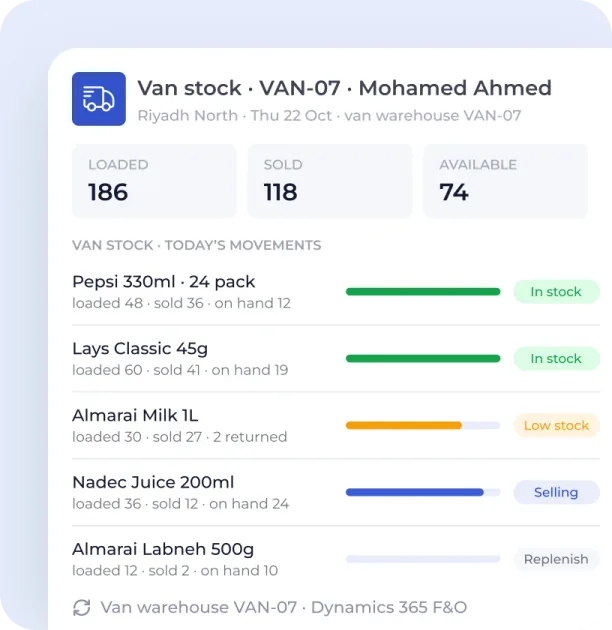 Van stock · VAN-07 · Mohamed Ahmed
Riyadh North · Thu 22 Oct · van warehouse VAN-07
LOADED
186
SOLD
118
AVAILABLE
74
VAN STOCK · TODAY'S MOVEMENTS
Pepsi 330ml · 24 pack
loaded 48 · sold 36 · on hand 12
In stock
Lays Classic 45g
loaded 60 · sold 41 · on hand 19
In stock
Almarai Milk 1L
loaded 30 · sold 27 · 2 returned
Low stock
Nadec Juice 200ml
loaded 36 · sold 12 · on hand 24
Selling
Almarai Labneh 500g
loaded 12 · sold 2 · on hand 10
Replenish
Van warehouse VAN-07 · Dynamics 365 F&O